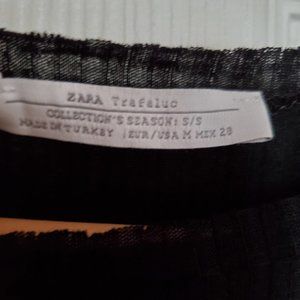 ZARA Trafaluc
COLLECTION'S SEASON: S/S
MADE IN TURKEY | EUR/USA M MEX 28